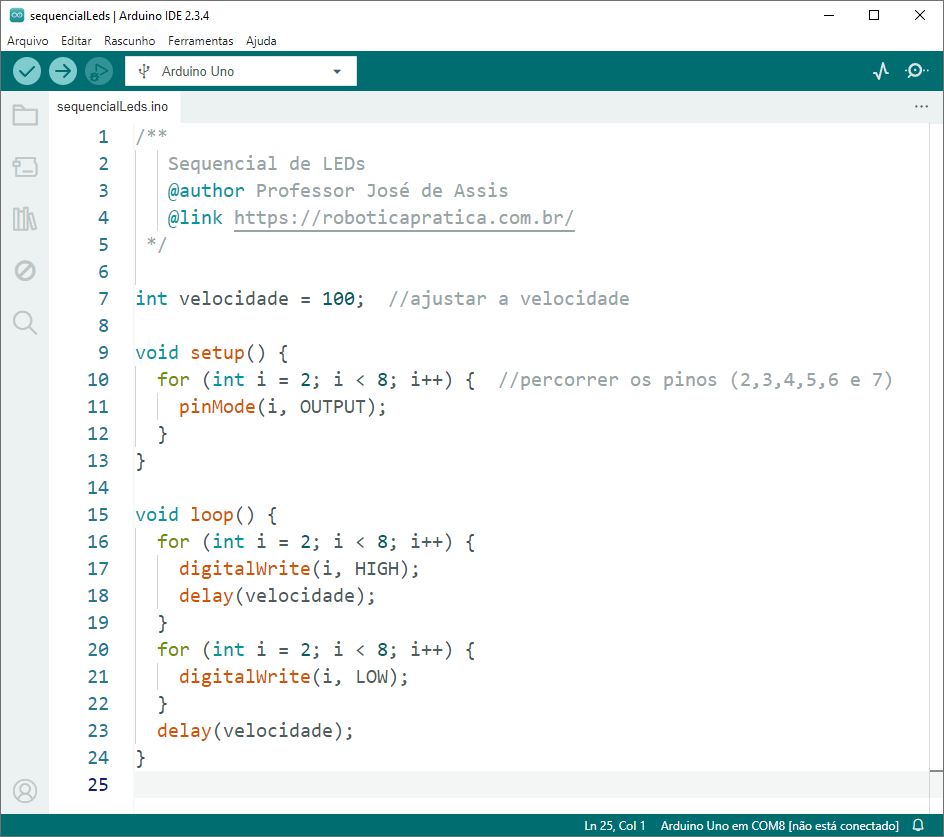 sequencialLeds | Arduino IDE 2.3.4
Arquivo Editar Rascunho Ferramentas Ajuda
Arduino Uno
sequencialLeds.ino
1 /**
2 Sequencial de LEDs
3 @author Professor José de Assis
4 @link https://roboticapratica.com.br/
5 */
6
7 int velocidade = 100; //ajustar a velocidade
8
9 void setup() {
10 for (int i = 2; i < 8; i++) { //percorrer os pinos (2,3,4,5,6 e 7)
11 pinMode(i, OUTPUT);
12 }
13 }
14
15 void loop() {
16 for (int i = 2; i < 8; i++) {
17 digitalWrite(i, HIGH);
18 delay(velocidade);
19 }
20 for (int i = 2; i < 8; i++) {
21 digitalWrite(i, LOW);
22 }
23 delay(velocidade);
24 }
25
Ln 25, Col 1 Arduino Uno em COM8 [não está conectado]